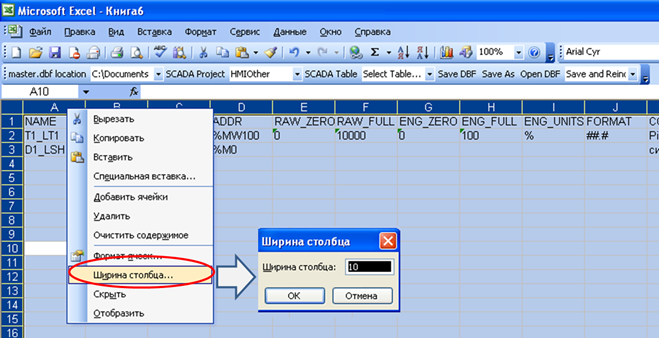 Microsoft Excel - Книга6
Файл Правка Вид Вставка Формат Сервис Данные Окно Справка
100% Arial Cyr
master.dbf location C:\Documents SCADA Project HMIOther SCADA Table Select Table... Save DBF Save As Open DBF Save and Reind
A10 fx
A B C D E F G H I J
1 NAME ADDR RAW_ZERO RAW_FULL ENG_ZERO ENG_FULL ENG_UNITS FORMAT CO
2 T1_LT1 %MW100 0 10000 0 100 % ##.#
3 D1_LSH %M0
4
5
6
7
8
9
10
11
12
13
14
15
16
Вырезать
Копировать
Вставить
Специальная вставка...
Добавить ячейки
Удалить
Очистить содержимое
Формат ячеек...
Ширина столбца...
Скрыть
Отобразить
Ширина столбца
Ширина столбца: 10
OK Отмена